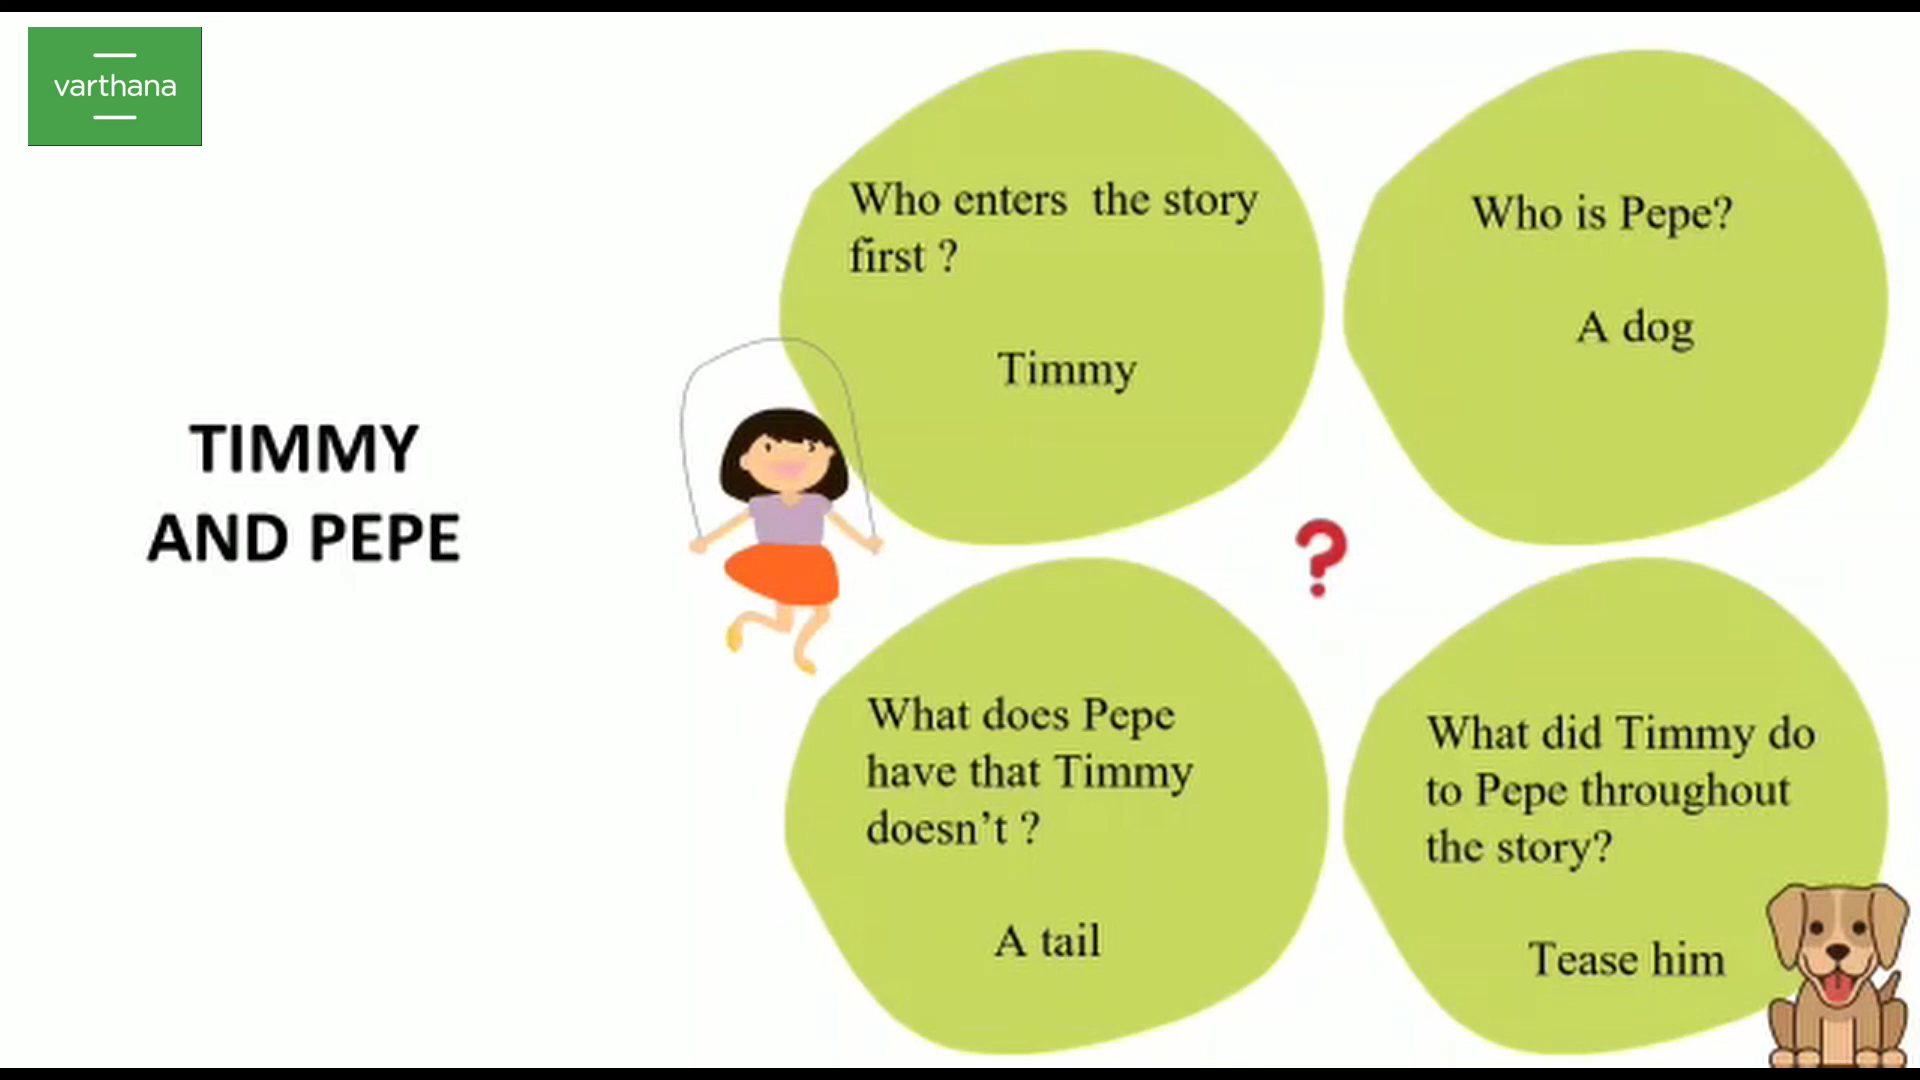 varthana
TIMMY
AND PEPE
Who enters the story
first ?
Timmy
Who is Pepe?
A dog
What does Pepe
have that Timmy
doesn't ?
A tail
What did Timmy do
to Pepe throughout
the story?
Tease him
?